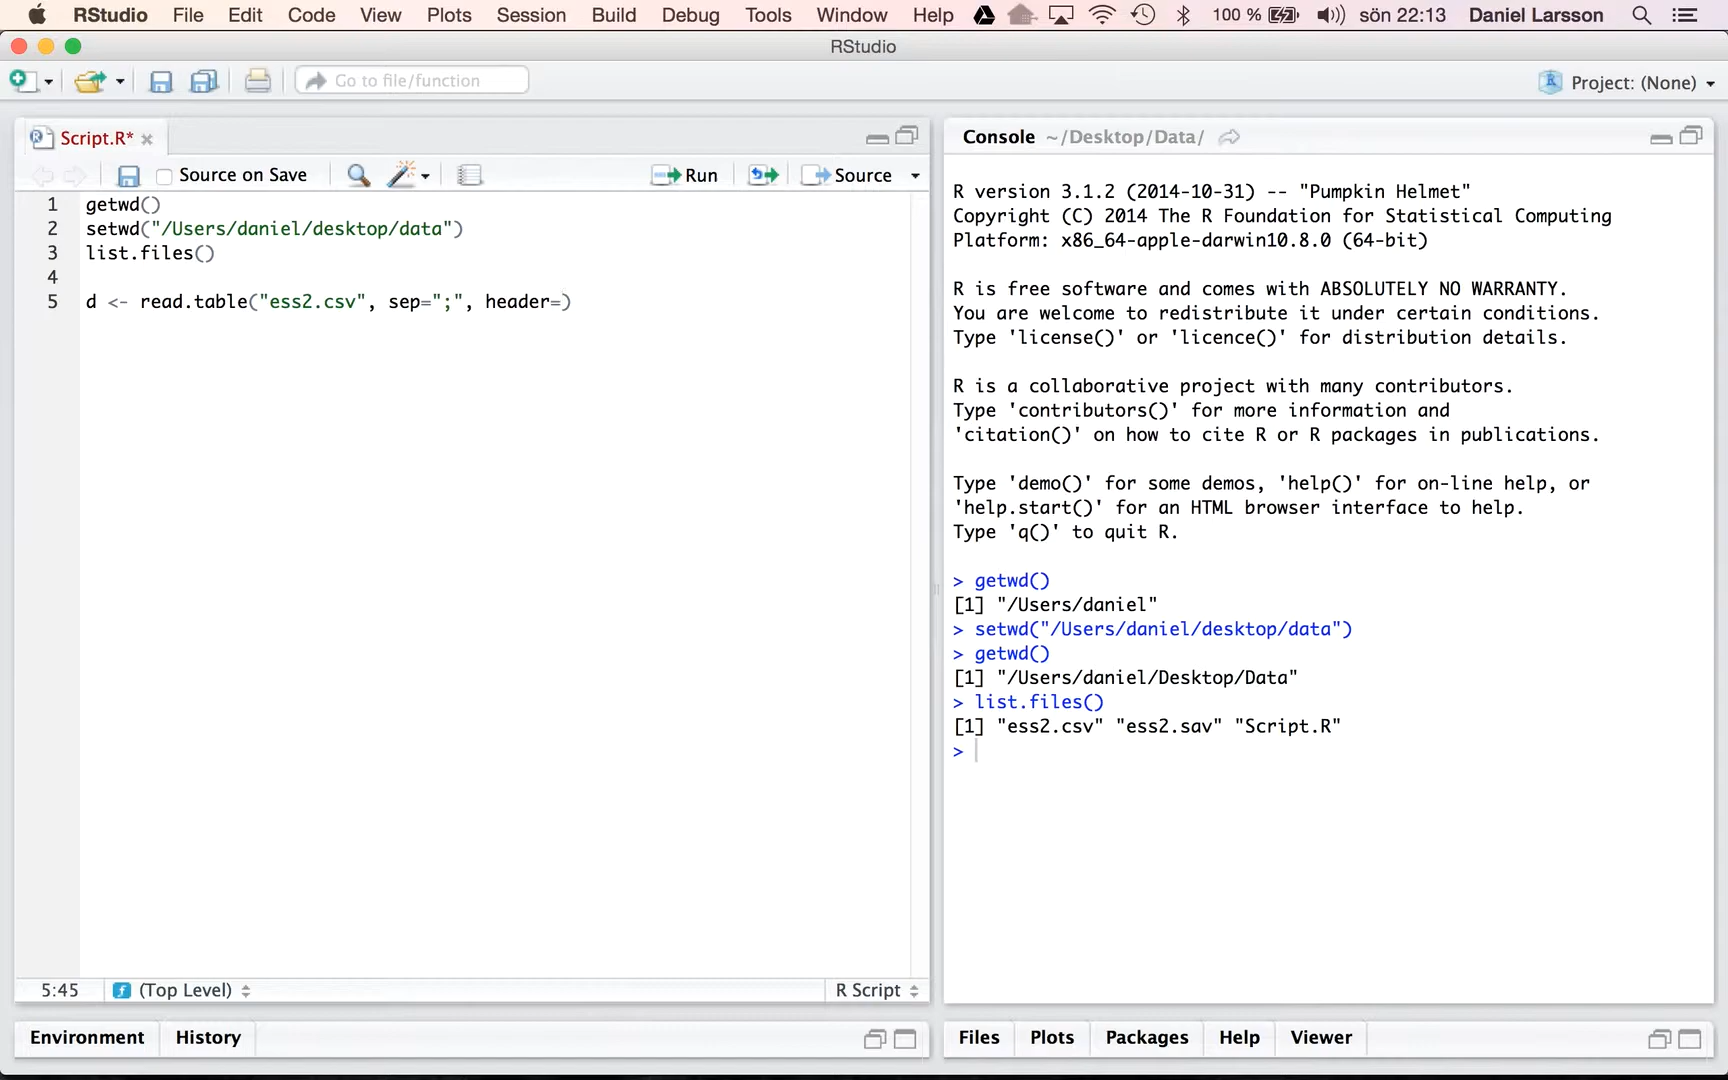 RStudio File Edit Code View Plots Session Build Debug Tools Window Help 100 % sön 22:13 Daniel Larsson
RStudio
Go to file/function
Project: (None)
Script.R*
Source on Save Run Source
1 getwd()
2 setwd("/Users/daniel/desktop/data")
3 list.files()
4
5 d <- read.table("ess2.csv", sep=";", header=)
5:45 (Top Level) R Script
Environment History
Console ~/Desktop/Data/
R version 3.1.2 (2014-10-31) -- "Pumpkin Helmet"
Copyright (C) 2014 The R Foundation for Statistical Computing
Platform: x86_64-apple-darwin10.8.0 (64-bit)
R is free software and comes with ABSOLUTELY NO WARRANTY.
You are welcome to redistribute it under certain conditions.
Type 'license()' or 'licence()' for distribution details.
R is a collaborative project with many contributors.
Type 'contributors()' for more information and
'citation()' on how to cite R or R packages in publications.
Type 'demo()' for some demos, 'help()' for on-line help, or
'help.start()' for an HTML browser interface to help.
Type 'q()' to quit R.
> getwd()
[1] "/Users/daniel"
> setwd("/Users/daniel/desktop/data")
> getwd()
[1] "/Users/daniel/Desktop/Data"
> list.files()
[1] "ess2.csv" "ess2.sav" "Script.R"
>
Files Plots Packages Help Viewer